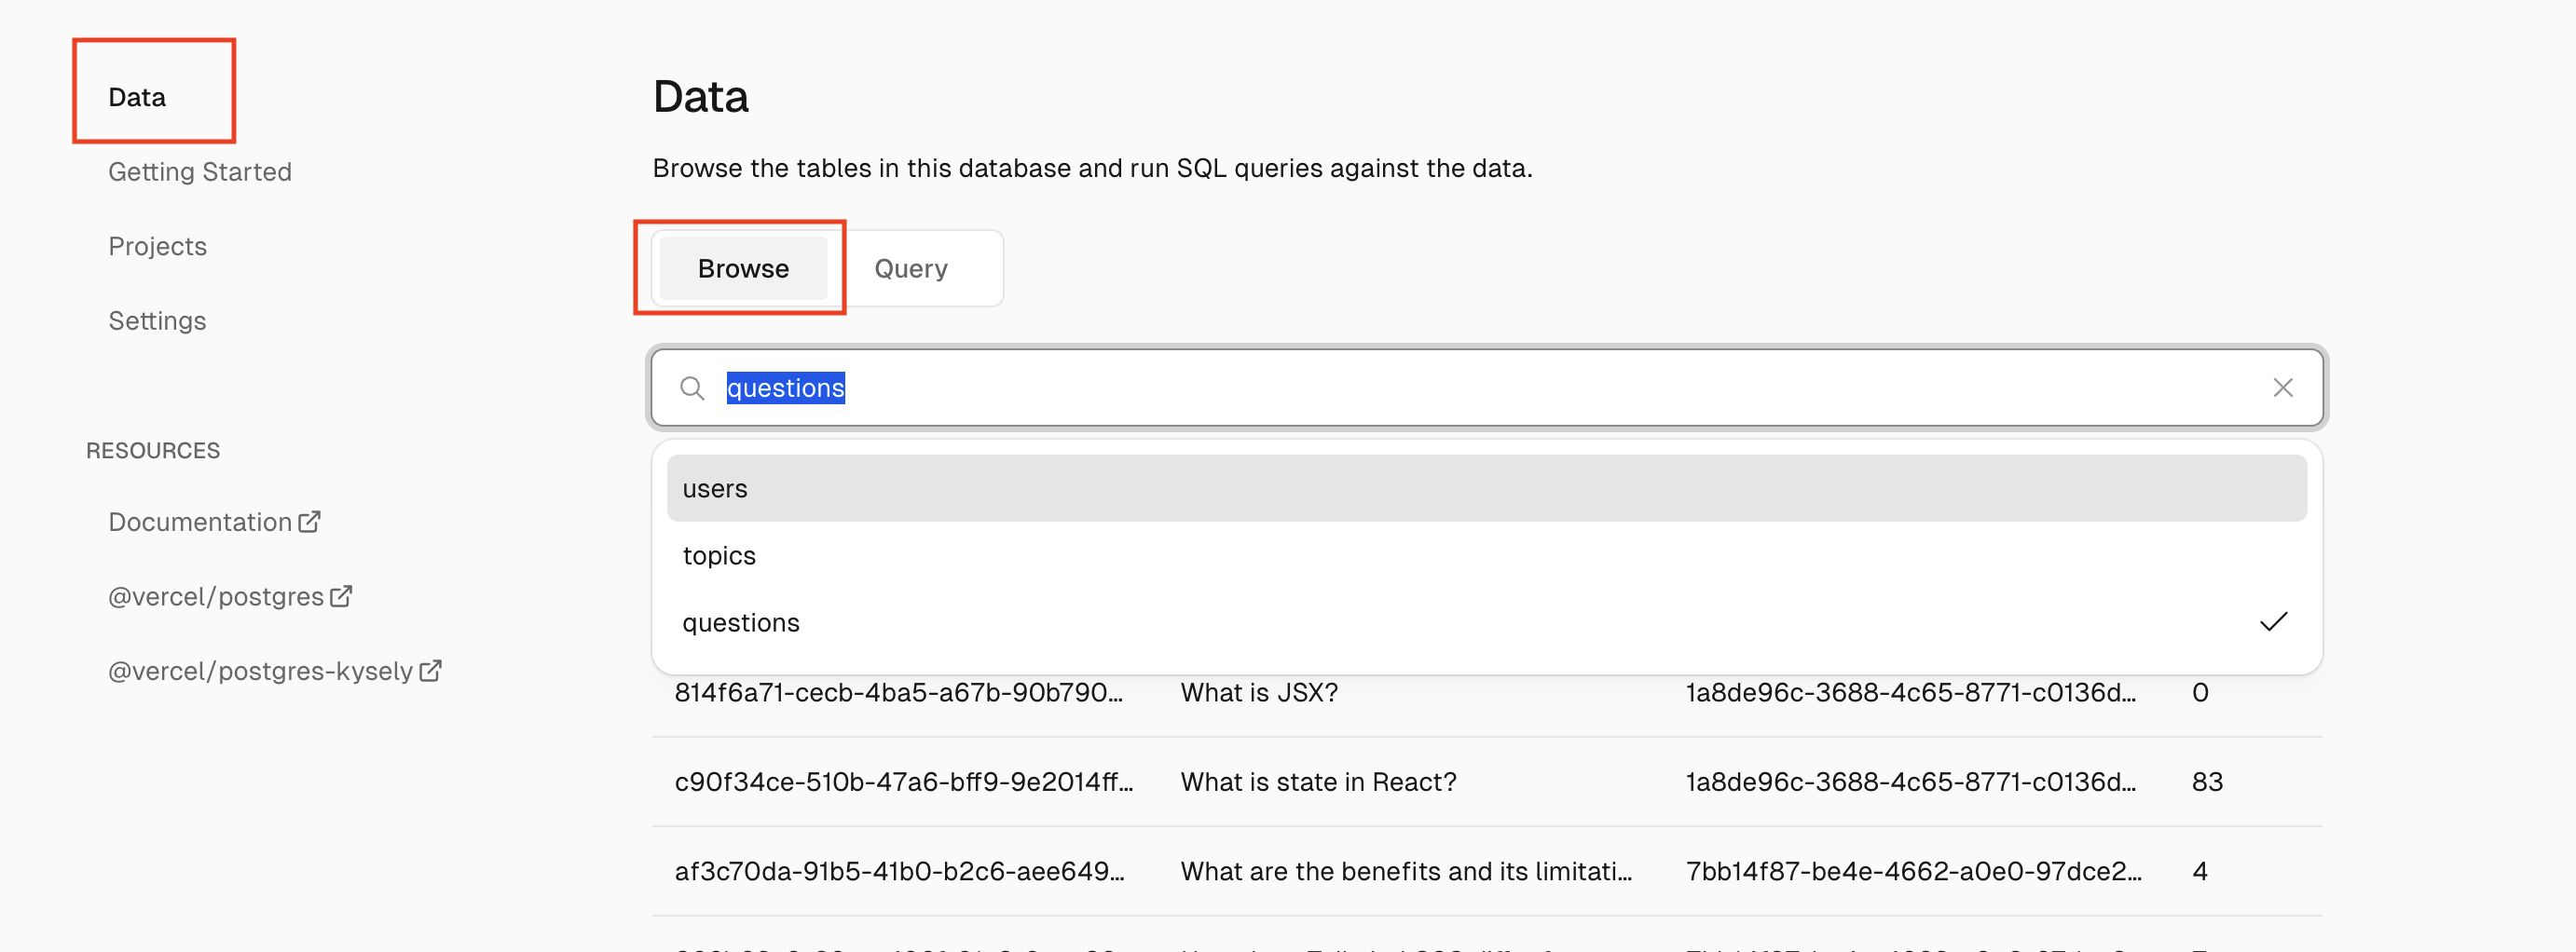 Data
Getting Started
Projects
Settings
RESOURCES
Documentation
@vercel/postgres
@vercel/postgres-kysely
Data
Browse the tables in this database and run SQL queries against the data.
Browse Query
questions
users
topics
questions
814f6a71-cecb-4ba5-a67b-90b790... What is JSX? 1a8de96c-3688-4c65-8771-c0136d... 0
c90f34ce-510b-47a6-bff9-9e2014ff... What is state in React? 1a8de96c-3688-4c65-8771-c0136d... 83
af3c70da-91b5-41b0-b2c6-aee649... What are the benefits and its limitati... 7bb14f87-be4e-4662-a0e0-97dce2... 4